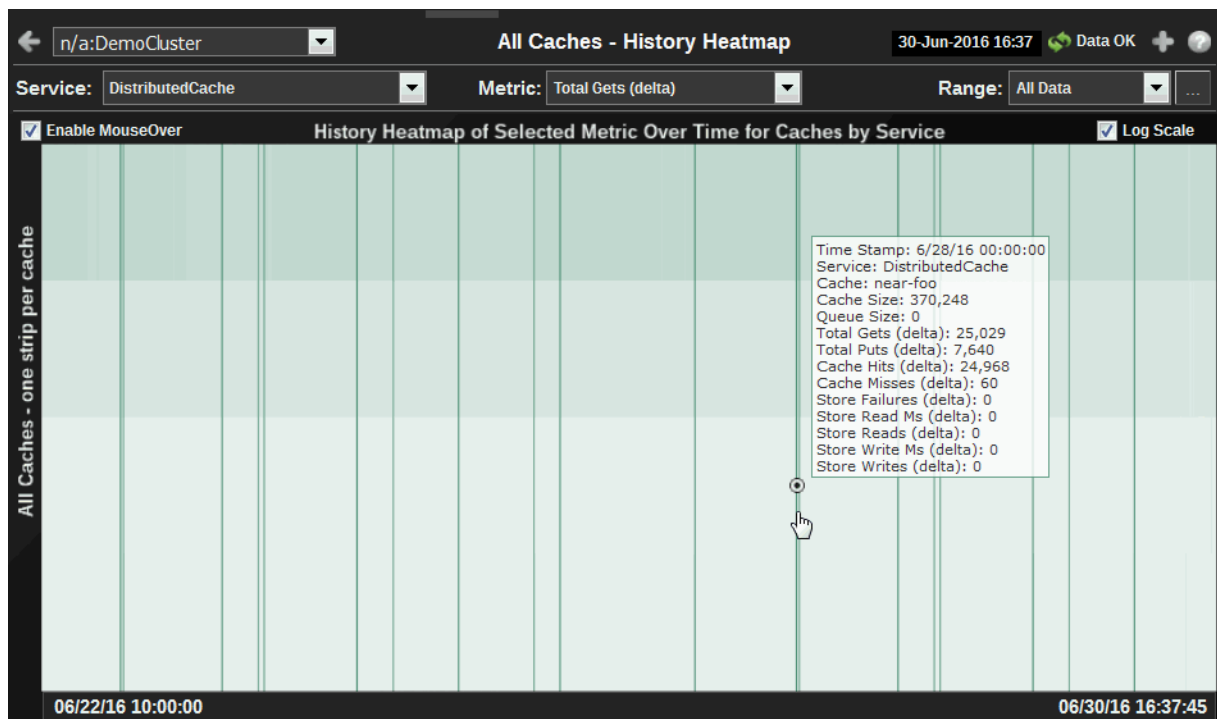 n/a:DemoCluster
All Caches - History Heatmap
30-Jun-2016 16:37
Data OK
Service: DistributedCache
Metric: Total Gets (delta)
Range: All Data
...
Enable MouseOver
History Heatmap of Selected Metric Over Time for Caches by Service
Log Scale
All Caches - one strip per cache
Time Stamp: 6/28/16 00:00:00
Service: DistributedCache
Cache: near-foo
Cache Size: 370,248
Queue Size: 0
Total Gets (delta): 25,029
Total Puts (delta): 7,640
Cache Hits (delta): 24,968
Cache Misses (delta): 60
Store Failures (delta): 0
Store Read Ms (delta): 0
Store Reads (delta): 0
Store Write Ms (delta): 0
Store Writes (delta): 0
06/22/16 10:00:00
06/30/16 16:37:45